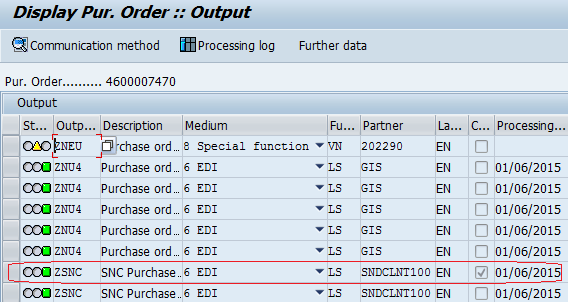 Display Pur. Order :: Output
Communication method Processing log Further data
Pur. Order.......... 4600007470
Output
St... Outp... Description Medium Fu... Partner La... C... Processing...
ZNEU rchase ord... 8 Special function VN 202290 EN
ZNU4 Purchase ord... 6 EDI LS GIS EN 01/06/2015
ZNU4 Purchase ord... 6 EDI LS GIS EN 01/06/2015
ZNU4 Purchase ord... 6 EDI LS GIS EN 01/06/2015
ZNU4 Purchase ord... 6 EDI LS GIS EN 01/06/2015
ZNU4 Purchase ord... 6 EDI LS GIS EN 01/06/2015
ZSNC SNC Purchase... 6 EDI LS SNDCLNT100 EN 01/06/2015
ZSNC SNC Purchase... 6 EDI LS SNDCLNT100 EN 01/06/2015